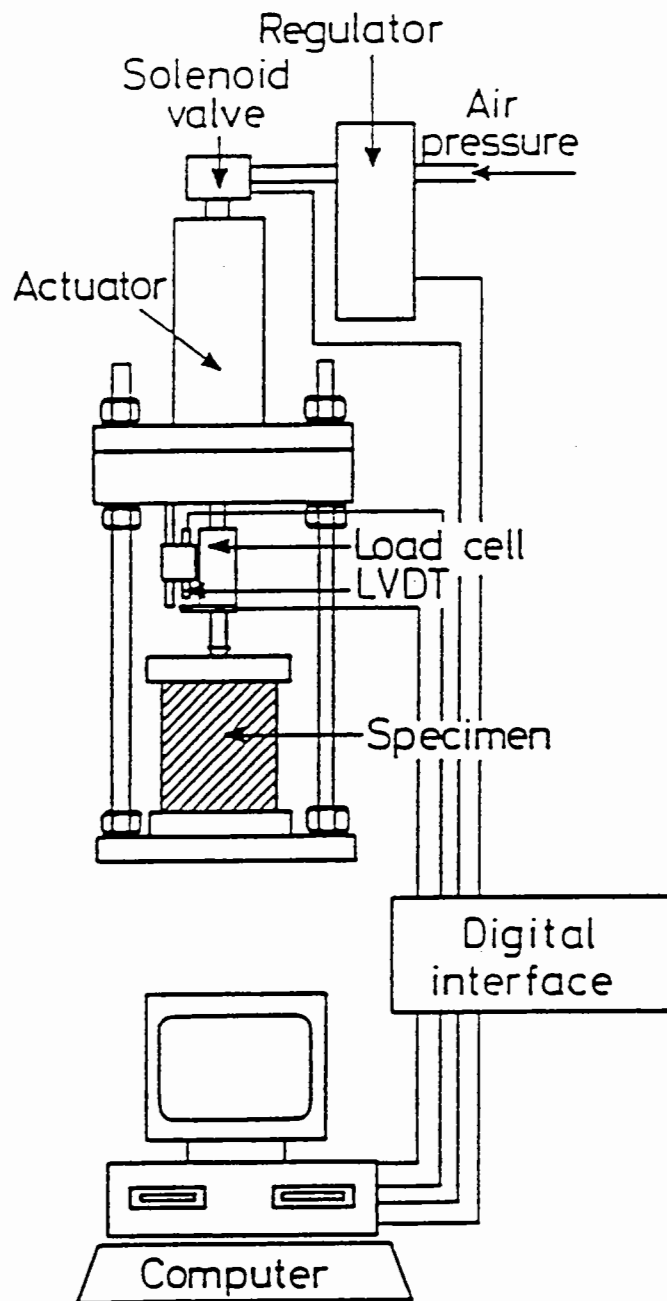 Regulator
Solenoid
valve
Air
pressure
Actuator
Load cell
LVDT
Specimen
Digital
interface
Computer